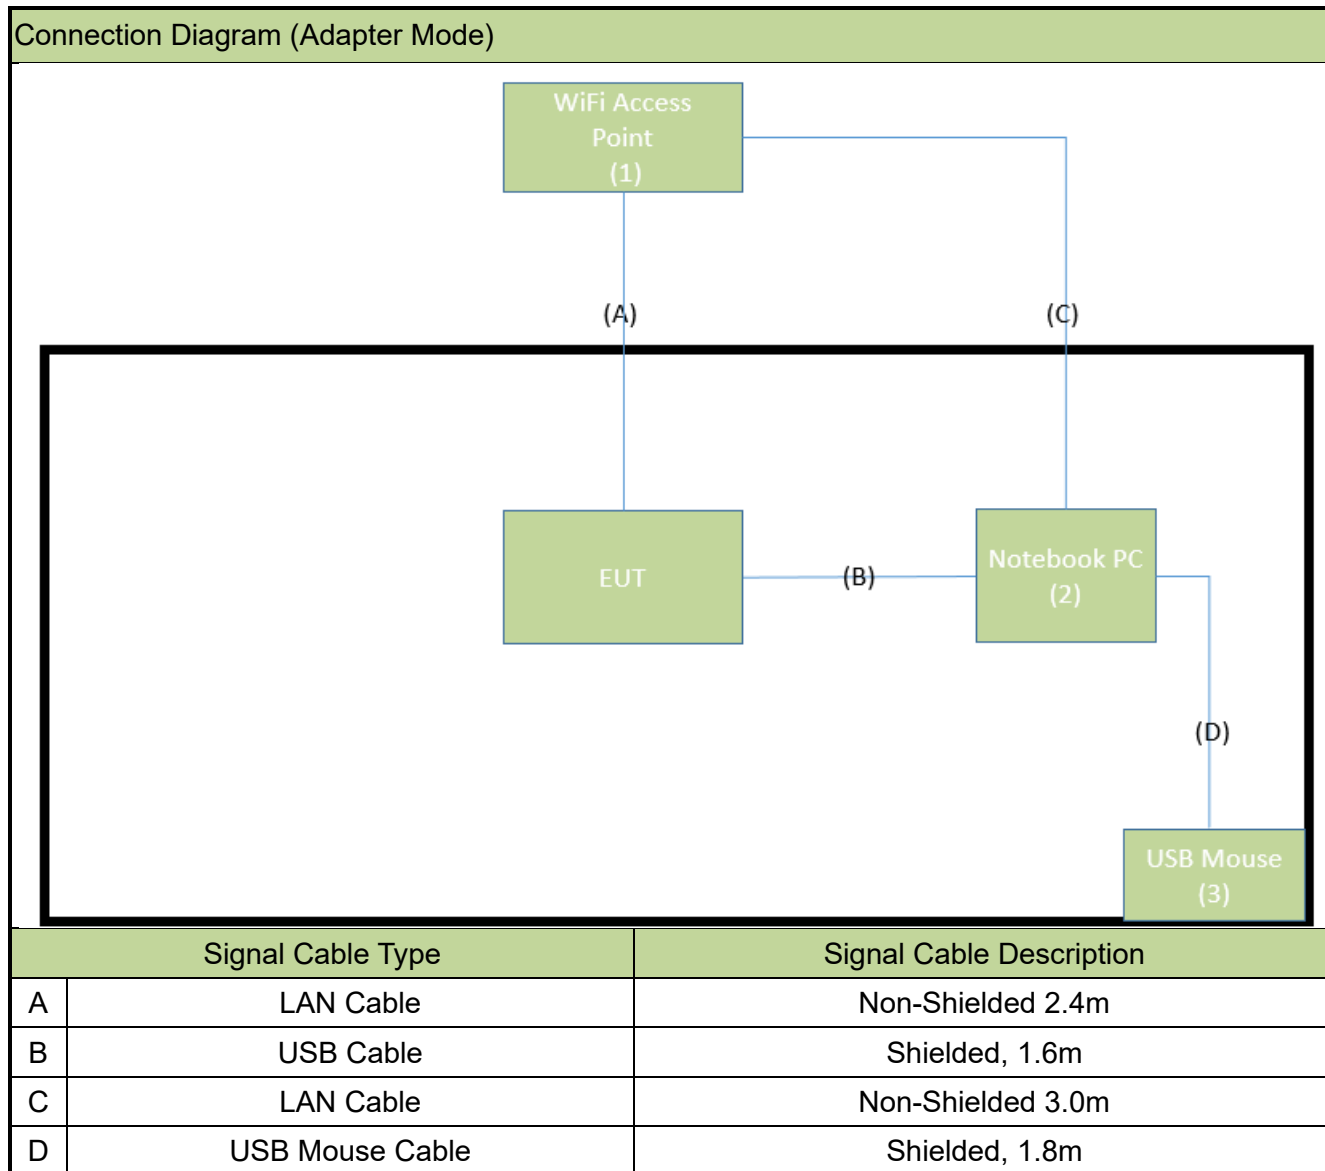 Connection Diagram (Adapter Mode)
WiFi Access
Point
(1)
(A)
(C)
EUT
(B)
Notebook PC
(2)
(D)
USB Mouse
(3)
Signal Cable Type Signal Cable Description
A LAN Cable Non-Shielded 2.4m
B USB Cable Shielded, 1.6m
C LAN Cable Non-Shielded 3.0m
D USB Mouse Cable Shielded, 1.8m